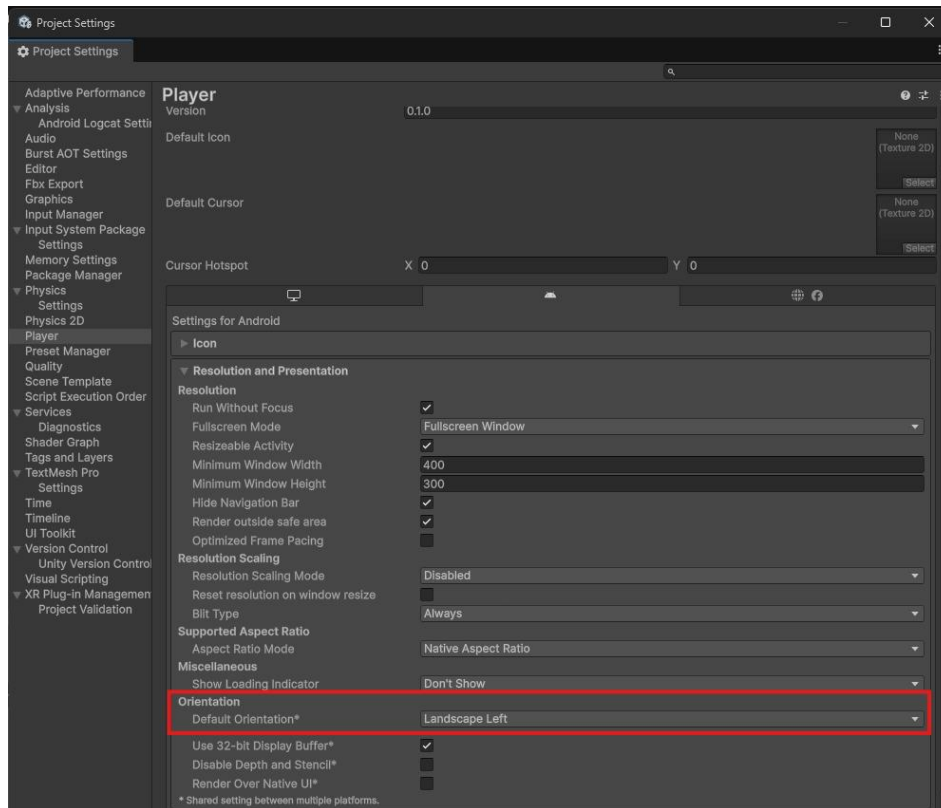 Project Settings
Project Settings
Adaptive Performance
Analysis
Android Logcat Settin
Audio
Burst AOT Settings
Editor
Fbx Export
Graphics
Input Manager
Input System Package
Settings
Memory Settings
Package Manager
Physics
Settings
Physics 2D
Player
Preset Manager
Quality
Scene Template
Script Execution Order
Services
Diagnostics
Shader Graph
Tags and Layers
TextMesh Pro
Settings
Time
Timeline
UI Toolkit
Version Control
Unity Version Control
Visual Scripting
XR Plug-in Managemen
Project Validation
Player
Version 0.1.0
Default Icon
None
(Texture 2D)
Select
Default Cursor
None
(Texture 2D)
Select
Cursor Hotspot X 0 Y 0
Settings for Android
Icon
Resolution and Presentation
Resolution
Run Without Focus
Fullscreen Mode Fullscreen Window
Resizeable Activity
Minimum Window Width 400
Minimum Window Height 300
Hide Navigation Bar
Render outside safe area
Optimized Frame Pacing
Resolution Scaling
Resolution Scaling Mode Disabled
Reset resolution on window resize
Blit Type Always
Supported Aspect Ratio
Aspect Ratio Mode Native Aspect Ratio
Miscellaneous
Show Loading Indicator Don't Show
Orientation
Default Orientation* Landscape Left
Use 32-bit Display Buffer*
Disable Depth and Stencil*
Render Over Native UI*
* Shared setting between multiple platforms.